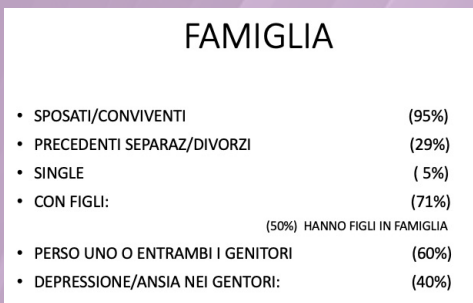 FAMIGLIA
• SPOSATI/CONVIVENTI (95%)
• PRECEDENTI SEPARAZ/DIVORZI (29%)
• SINGLE ( 5%)
• CON FIGLI: (71%)
(50%) HANNO FIGLI IN FAMIGLIA
• PERSO UNO O ENTRAMBI I GENITORI (60%)
• DEPRESSIONE/ANSIA NEI GENTORI: (40%)